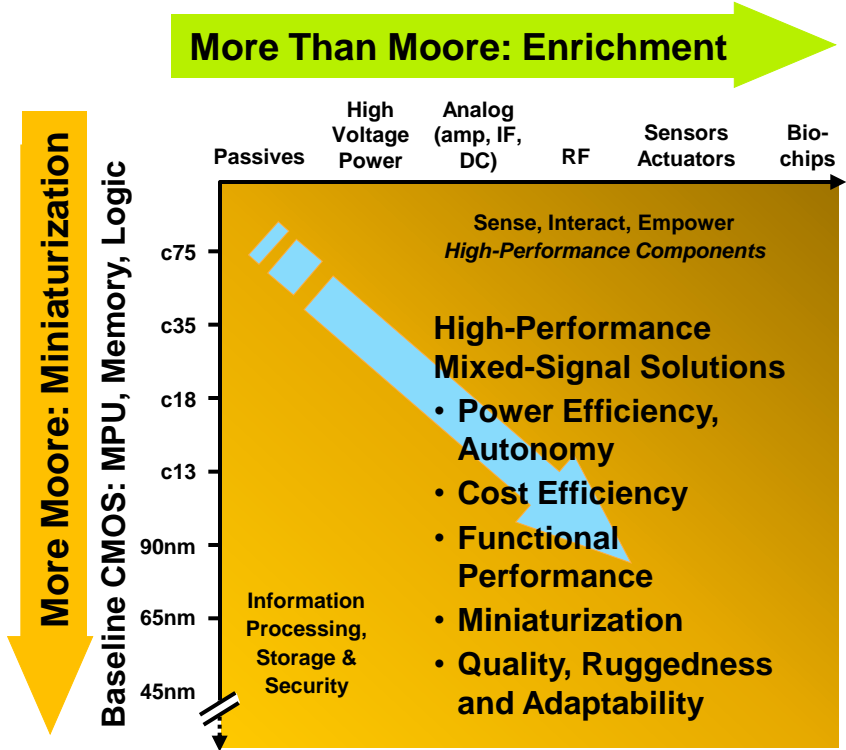 More Than Moore: Enrichment
Passives
High
Voltage
Power
Analog
(amp, IF,
DC)
RF
Sensors
Actuators
Bio-
chips
More Moore: Miniaturization
Baseline CMOS: MPU, Memory, Logic
c75
c35
c18
c13
90nm
65nm
45nm
Sense, Interact, Empower
High-Performance Components
High-Performance
Mixed-Signal Solutions
• Power Efficiency,
Autonomy
• Cost Efficiency
• Functional
Performance
• Miniaturization
• Quality, Ruggedness
and Adaptability
Information
Processing,
Storage &
Security